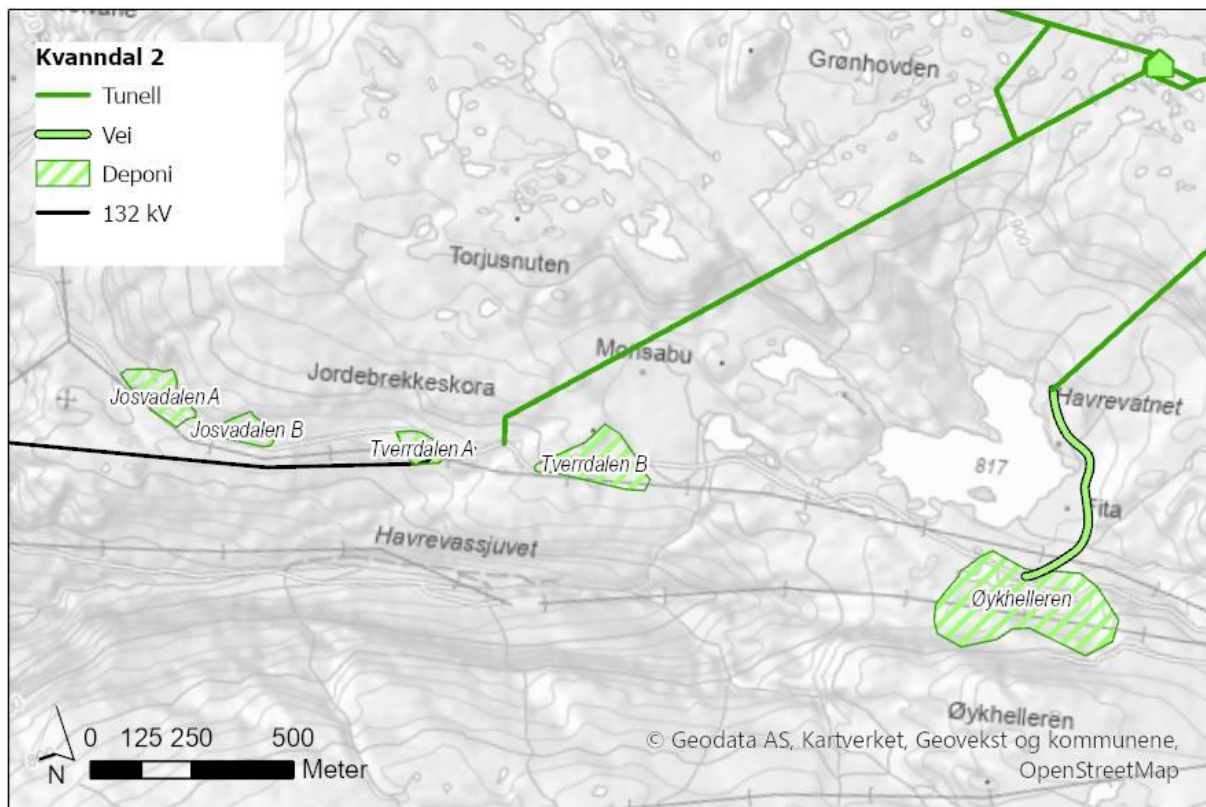 Kvanndal 2
Tunell
Vei
Deponi
132 kV
Grønhovden
900
Torjusnuten
Monsabu
Jordebrekkeskora
Josvadalen A
Josvadalen B
Tverrdalen A
Tverrdalen B
Havrevatnet
817
Fita
Havrevassjuvet
Øykhelleren
Øykhelleren
0 125 250 500
Meter
N
© Geodata AS, Kartverket, Geovekst og kommunene,
OpenStreetMap